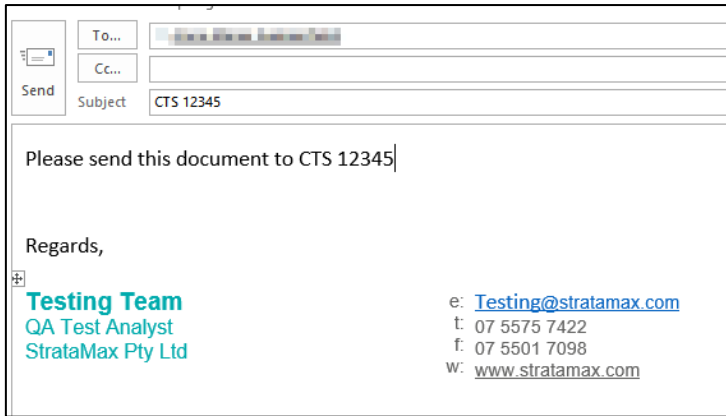 To...
Cc...
Send
Subject CTS 12345
Please send this document to CTS 12345
Regards,
Testing Team
QA Test Analyst
StrataMax Pty Ltd
e: Testing@stratamax.com
t: 07 5575 7422
f: 07 5501 7098
w: www.stratamax.com